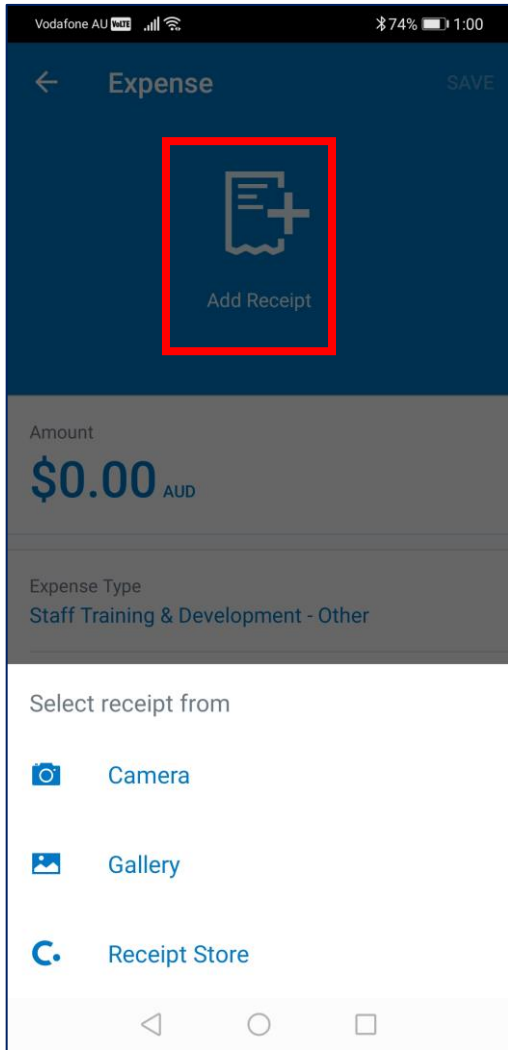 Vodafone AU VoLTE 74% 1:00
Expense SAVE
Add Receipt
Amount
$0.00 AUD
Expense Type
Staff Training & Development - Other
Select receipt from
Camera
Gallery
Receipt Store